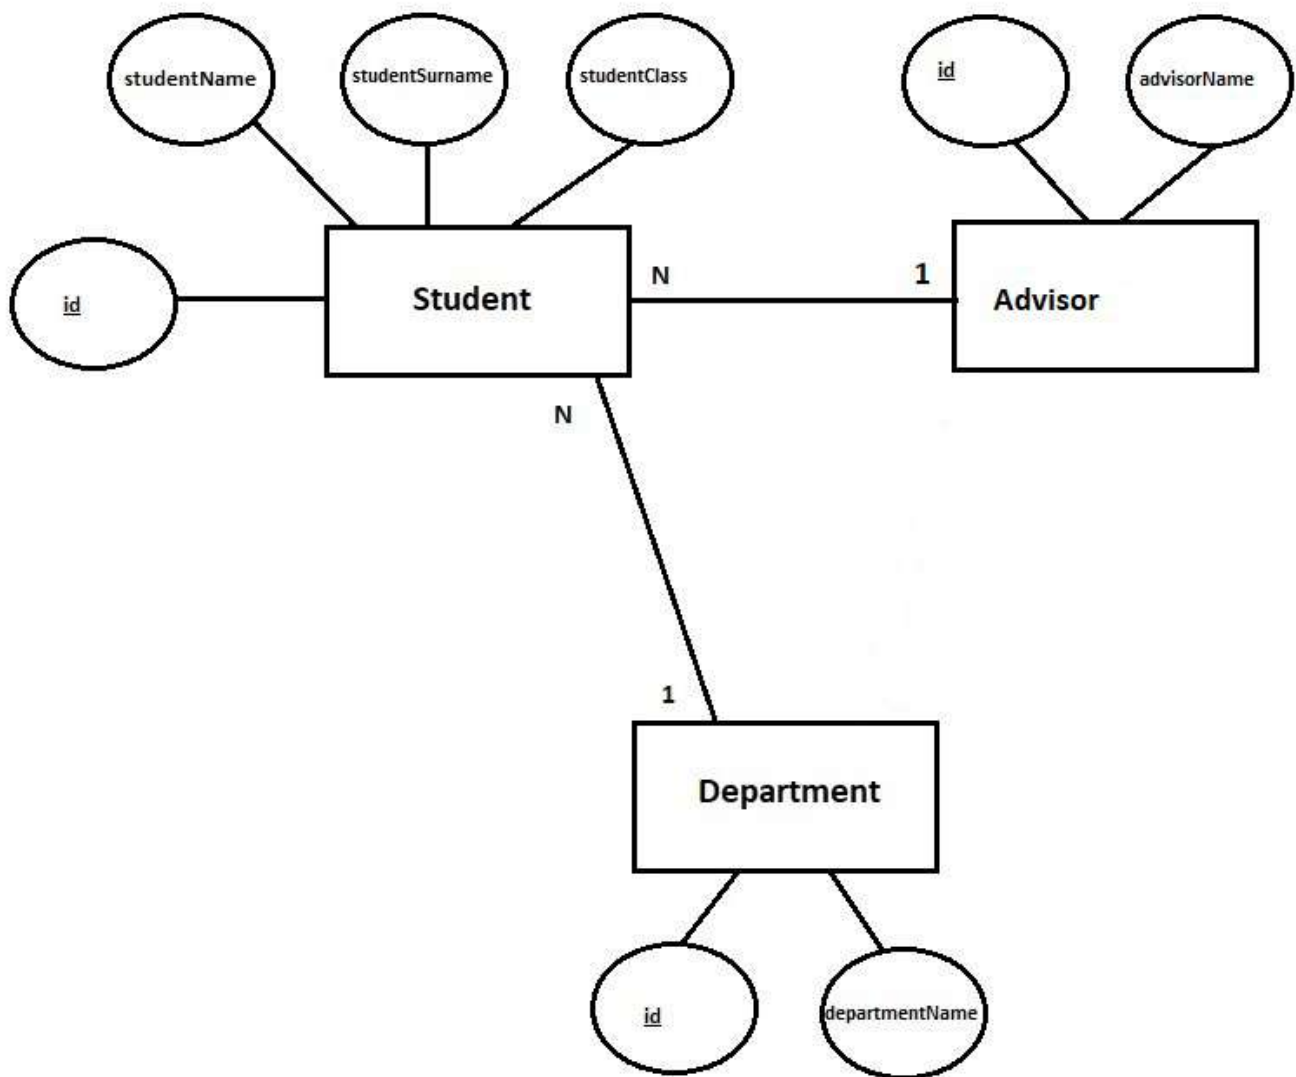 studentName
studentSurname
studentClass
id
advisorName
id
Student
N
1
Advisor
N
1
Department
id
departmentName